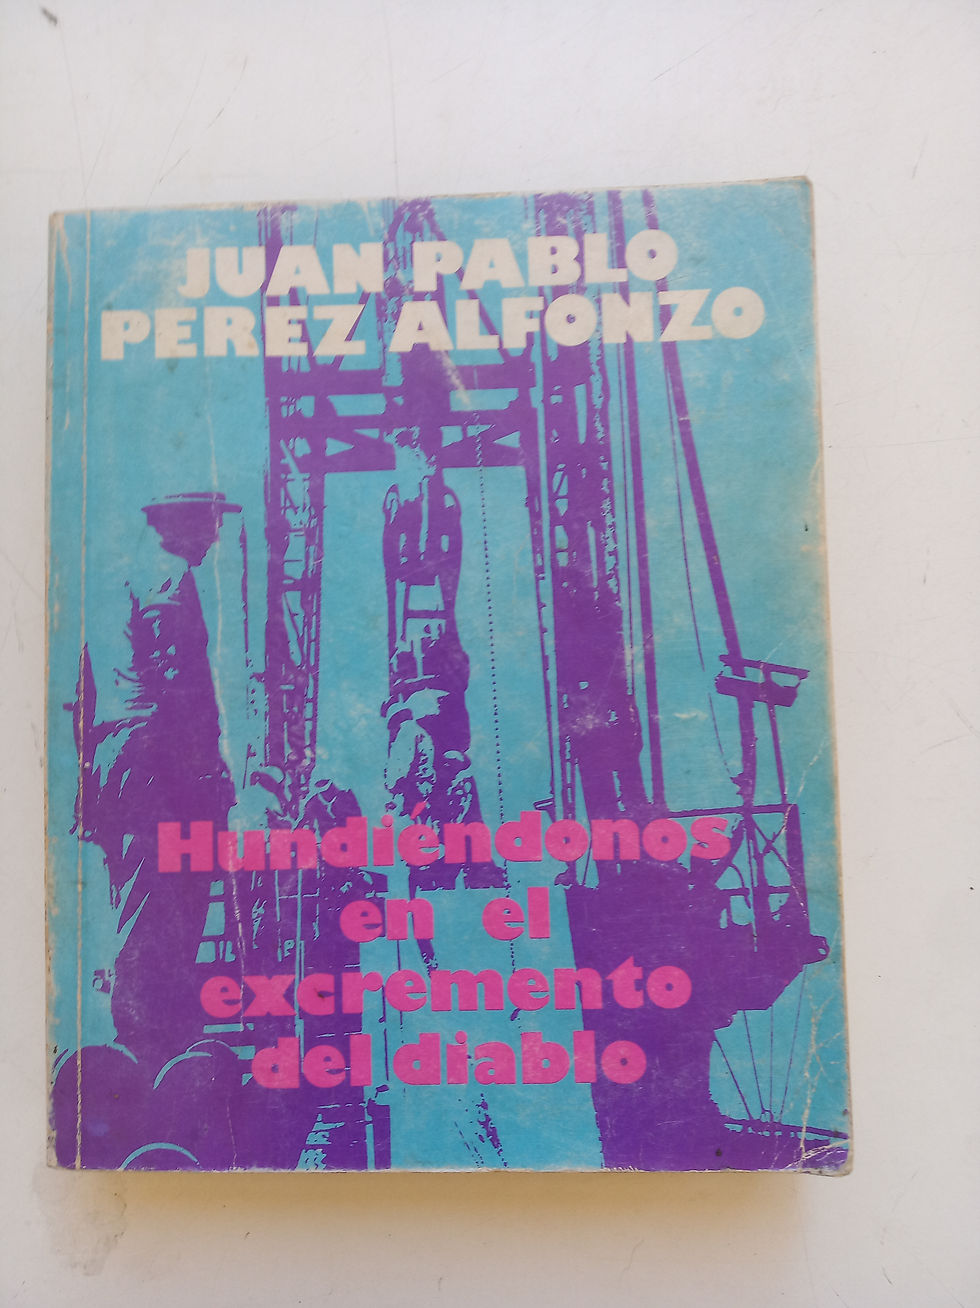 JUAN PABLO
PEREZ ALFONZO
Hundiéndonos
en el
excremento
del diablo